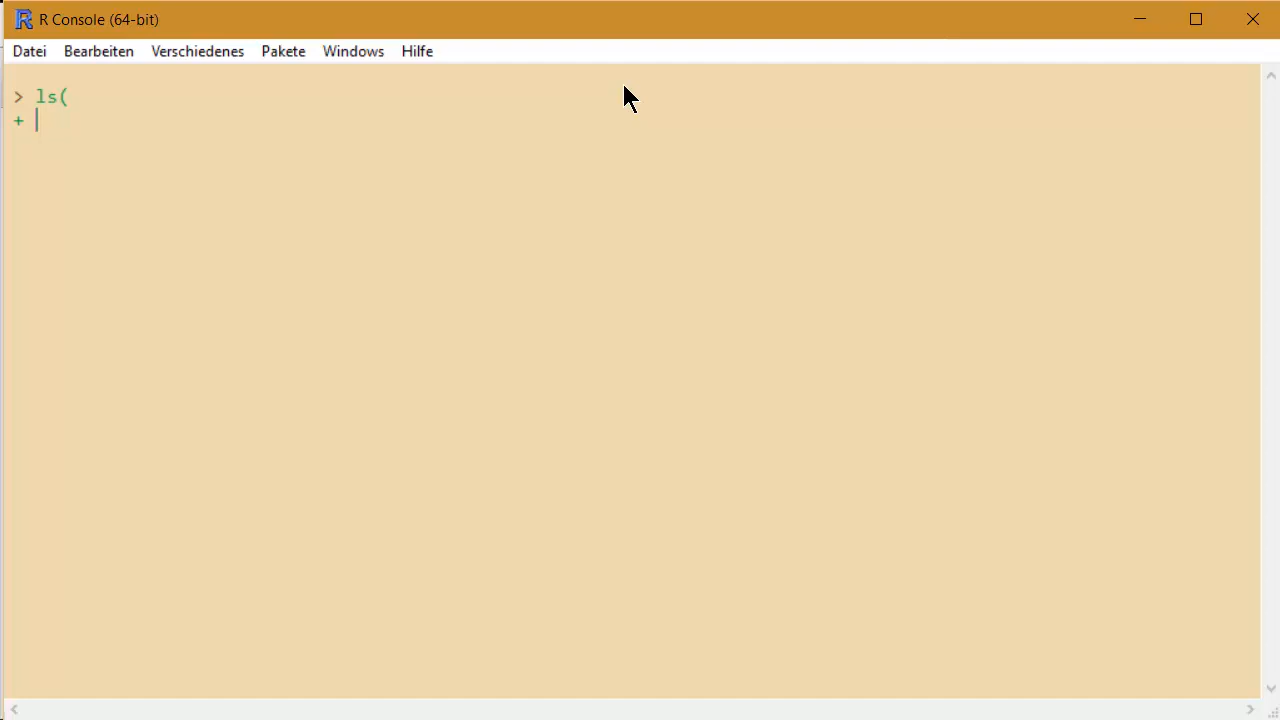 R Console (64-bit)
Datei Bearbeiten Verschiedenes Pakete Windows Hilfe
> ls(
+